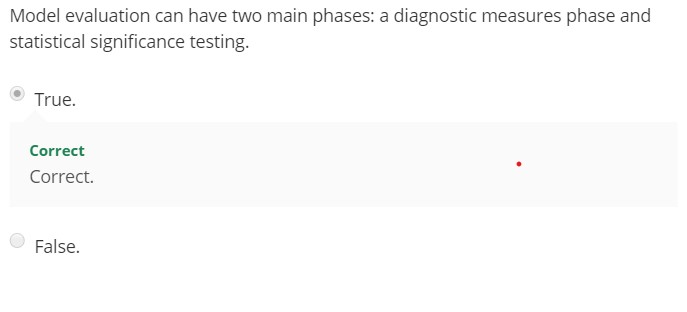 Model evaluation can have two main phases: a diagnostic measures phase and
statistical significance testing.
True.
Correct
Correct.
False.